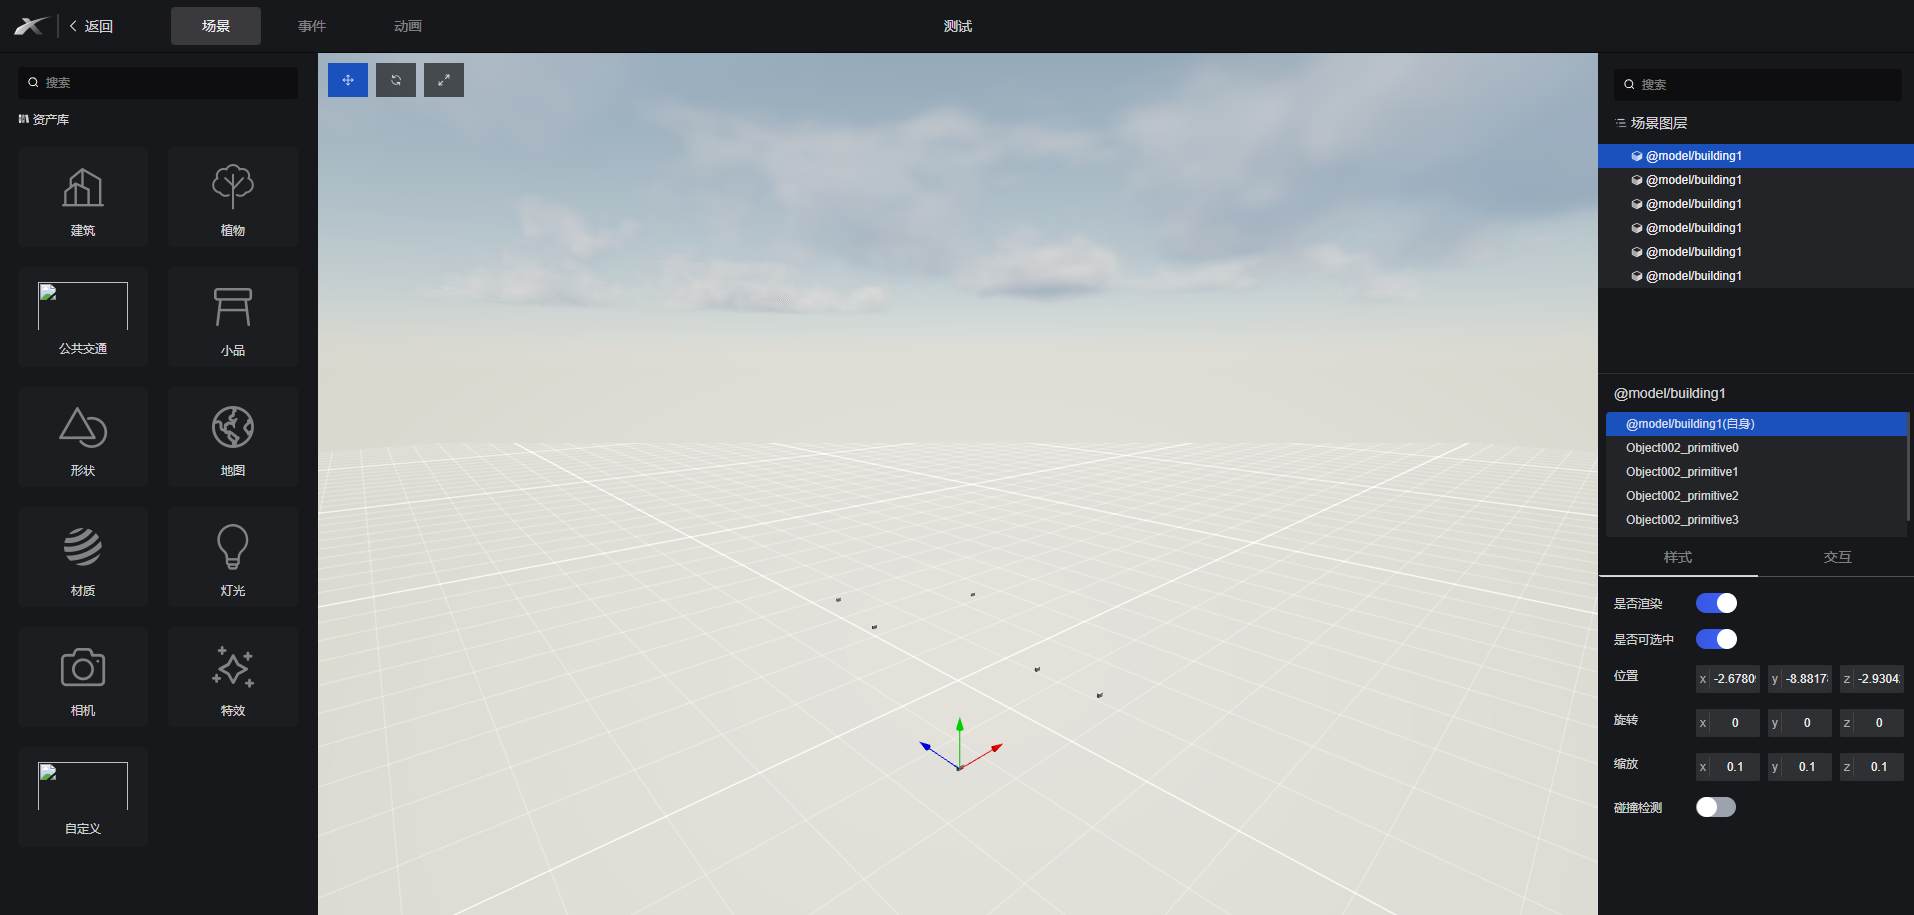 返回
场景
事件
动画
测试
搜索
资产库
建筑
植物
公共交通
小品
形状
地图
材质
灯光
相机
特效
自定义
搜索
场景图层
@model/building1
@model/building1
@model/building1
@model/building1
@model/building1
@model/building1
@model/building1
@model/building1(自身)
Object002_primitive0
Object002_primitive1
Object002_primitive2
Object002_primitive3
样式
交互
是否渲染
是否可选中
位置
x -2.6780
y -8.8817
z -2.9304
旋转
x 0
y 0
z 0
缩放
x 0.1
y 0.1
z 0.1
碰撞检测